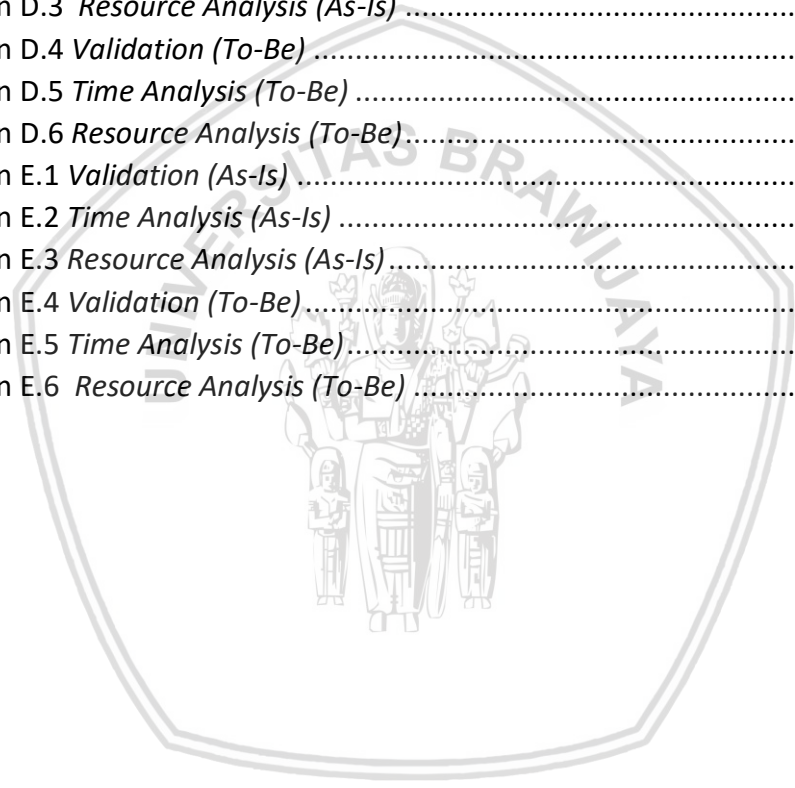 n D.3 Resource Analysis (As-Is) ............................................................
n D.4 Validation (To-Be) ........................................................................
n D.5 Time Analysis (To-Be) ..................................................................
n D.6 Resource Analysis (To-Be)............................................................
n E.1 Validation (As-Is) ..........................................................................
n E.2 Time Analysis (As-Is) ....................................................................
n E.3 Resource Analysis (As-Is)..............................................................
n E.4 Validation (To-Be)..........................................................................
n E.5 Time Analysis (To-Be)....................................................................
n E.6 Resource Analysis (To-Be) ...........................................................
UNIVERSITAS BRAWIJAYA